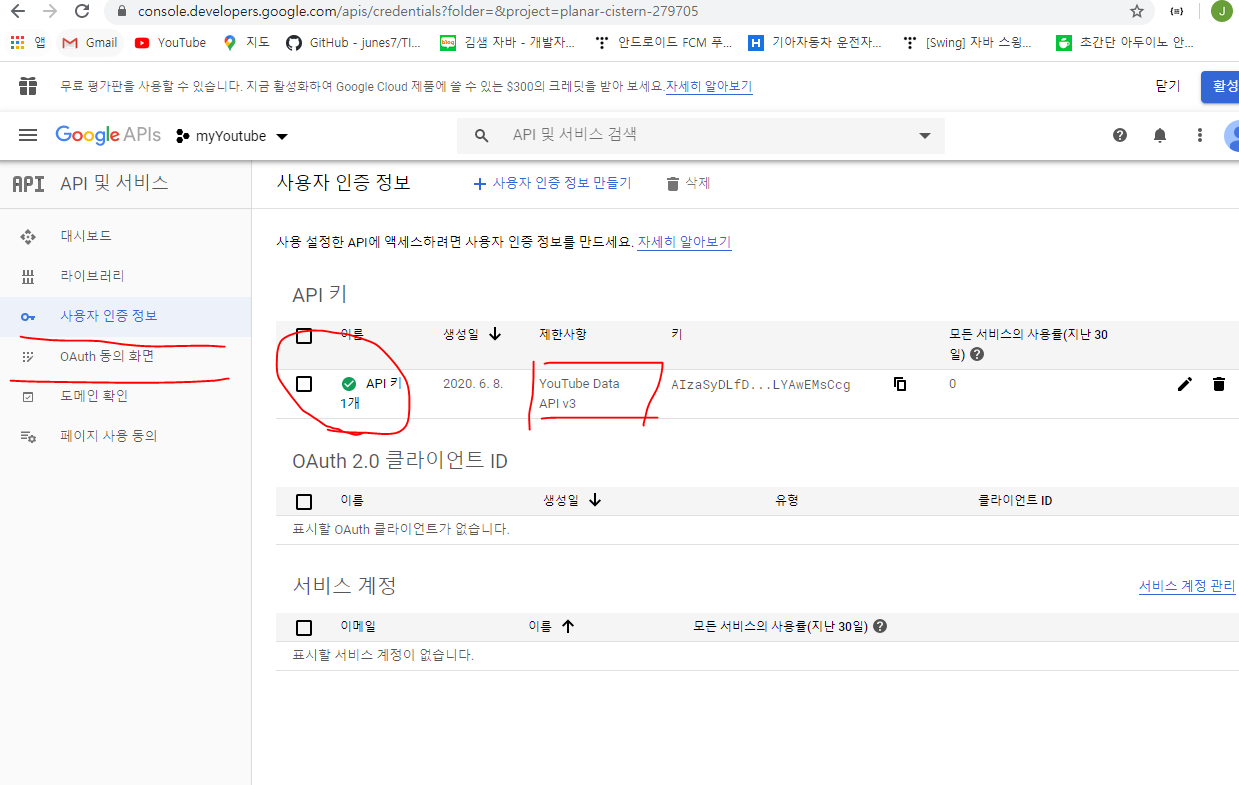 console.developers.google.com/apis/credentials?folder=&project=planar-cistern-279705
J
앱 Gmail YouTube 지도 GitHub - junes7/TI... blog 김샘 자바 - 개발자... 안드로이드 FCM 푸... H 기아자동차 운전자... [Swing] 자바 스윙... 초간단 아두이노 안...
무료 평가판을 사용할 수 있습니다. 지금 활성화하여 Google Cloud 제품에 쓸 수 있는 $300의 크레딧을 받아 보세요.자세히 알아보기 닫기 활성
Google APIs myYoutube API 및 서비스 검색
API API 및 서비스 사용자 인증 정보 사용자 인증 정보 만들기 삭제
대시보드
라이브러리
사용자 인증 정보
OAuth 동의 화면
도메인 확인
페이지 사용 동의
사용 설정한 API에 액세스하려면 사용자 인증 정보를 만드세요. 자세히 알아보기
API 키
이름 생성일 제한사항 키 모든 서비스의 사용률(지난 30
일)
API 키 2020. 6. 8. YouTube Data AIzaSyDLfD...LYAwEMsCcg 0
1개 API v3
OAuth 2.0 클라이언트 ID
이름 생성일 유형 클라이언트 ID
표시할 OAuth 클라이언트가 없습니다.
서비스 계정 서비스 계정 관리
이메일 이름 모든 서비스의 사용률(지난 30일)
표시할 서비스 계정이 없습니다.